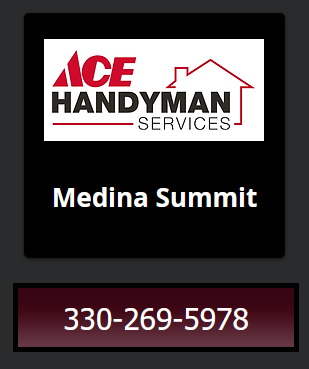 ACE
HANDYMAN
SERVICES
Medina Summit
330-269-5978